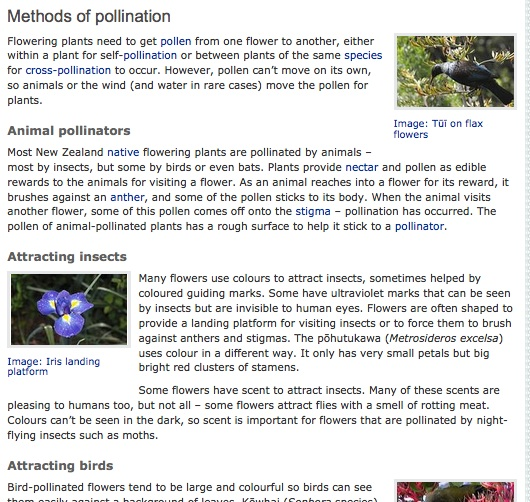 Methods of pollination
Flowering plants need to get pollen from one flower to another, either
within a plant for self-pollination or between plants of the same species
for cross-pollination to occur. However, pollen can’t move on its own,
so animals or the wind (and water in rare cases) move the pollen for
plants.
Image: Tūī on flax
flowers
Animal pollinators
Most New Zealand native flowering plants are pollinated by animals –
most by insects, but some by birds or even bats. Plants provide nectar and pollen as edible
rewards to the animals for visiting a flower. As an animal reaches into a flower for its reward, it
brushes against an anther, and some of the pollen sticks to its body. When the animal visits
another flower, some of this pollen comes off onto the stigma – pollination has occurred. The
pollen of animal-pollinated plants has a rough surface to help it stick to a pollinator.
Attracting insects
Many flowers use colours to attract insects, sometimes helped by
coloured guiding marks. Some have ultraviolet marks that can be seen
by insects but are invisible to human eyes. Flowers are often shaped to
provide a landing platform for visiting insects or to force them to brush
against anthers and stigmas. The pōhutukawa (Metrosideros excelsa)
uses colour in a different way. It only has very small petals but big
bright red clusters of stamens.
Image: Iris landing
platform
Some flowers have scent to attract insects. Many of these scents are
pleasing to humans too, but not all – some flowers attract flies with a smell of rotting meat.
Colours can’t be seen in the dark, so scent is important for flowers that are pollinated by night-
flying insects such as moths.
Attracting birds
Bird-pollinated flowers tend to be large and colourful so birds can see
them easily against a background of leaves. Kōwhai (Sophora species)